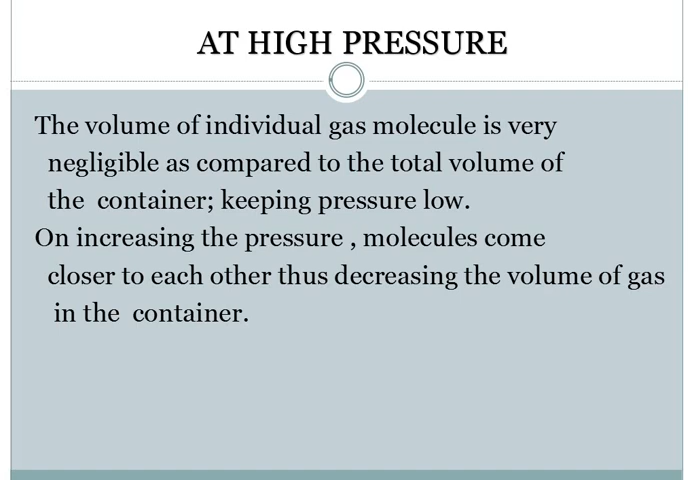 AT HIGH PRESSURE
The volume of individual gas molecule is very
negligible as compared to the total volume of
the container; keeping pressure low.
On increasing the pressure , molecules come
closer to each other thus decreasing the volume of gas
in the container.